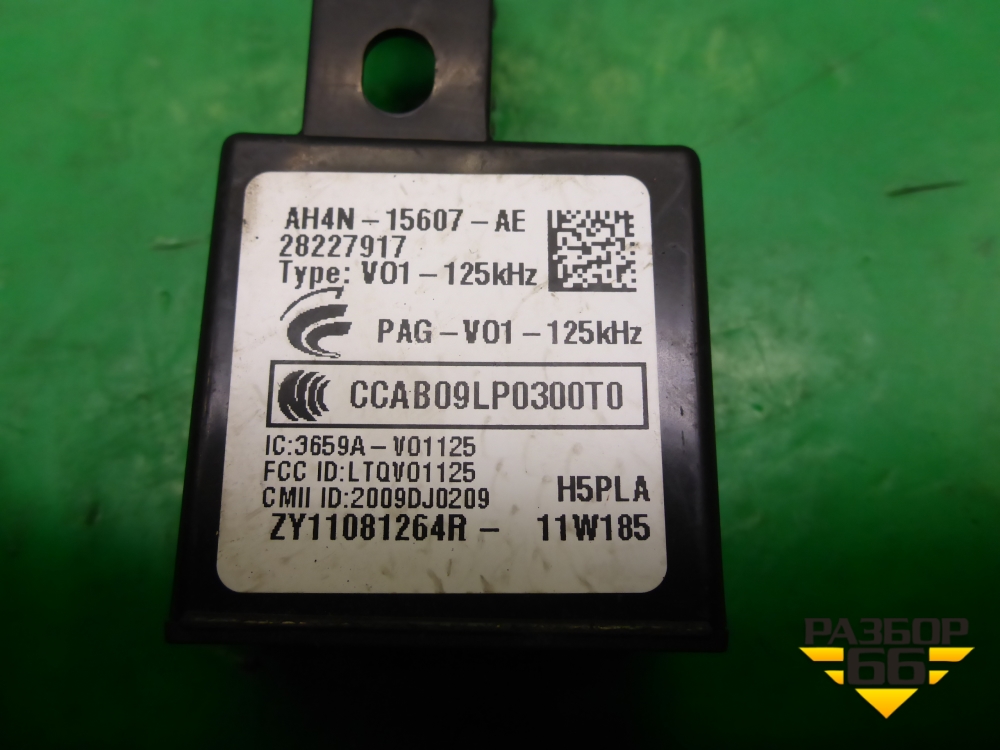 AH4N-15607-AE
28227917
Type: V01-125kHz
PAG-V01-125kHz
CCAB09LP0300T0
IC:3659A-V01125
FCC ID:LTQV01125
CMII ID:2009DJ0209
H5PLA
ZY11081264R- 11W185
РАЗБОР
66